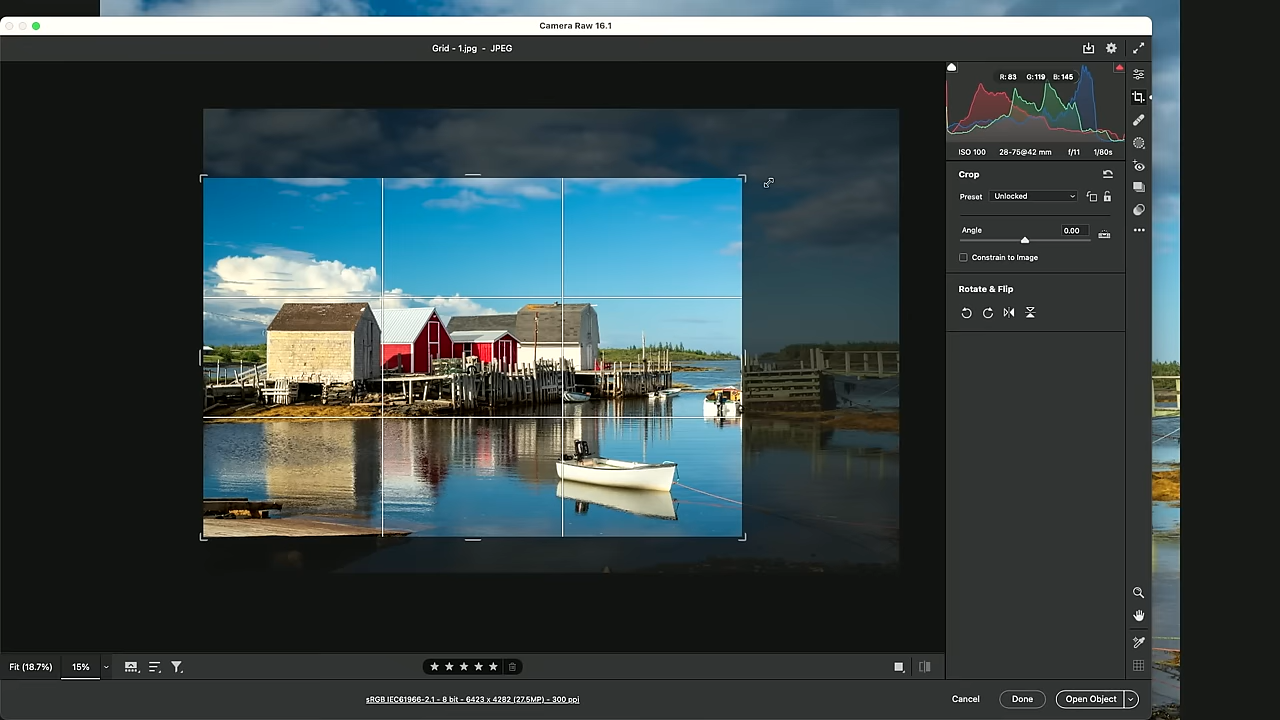 Camera Raw 16.1
Grid - 1.jpg - JPEG
R: 83 G: 119 B: 145
ISO 100 28-75@42 mm f/11 1/80s
Crop
Preset Unlocked
Angle 0.00
Constrain to Image
Rotate & Flip
Fit (18.7%) 15%
sRGB IEC61966-2.1 - 8 bit - 6423 x 4282 (27.5MP) - 300 ppi
Cancel Done Open Object